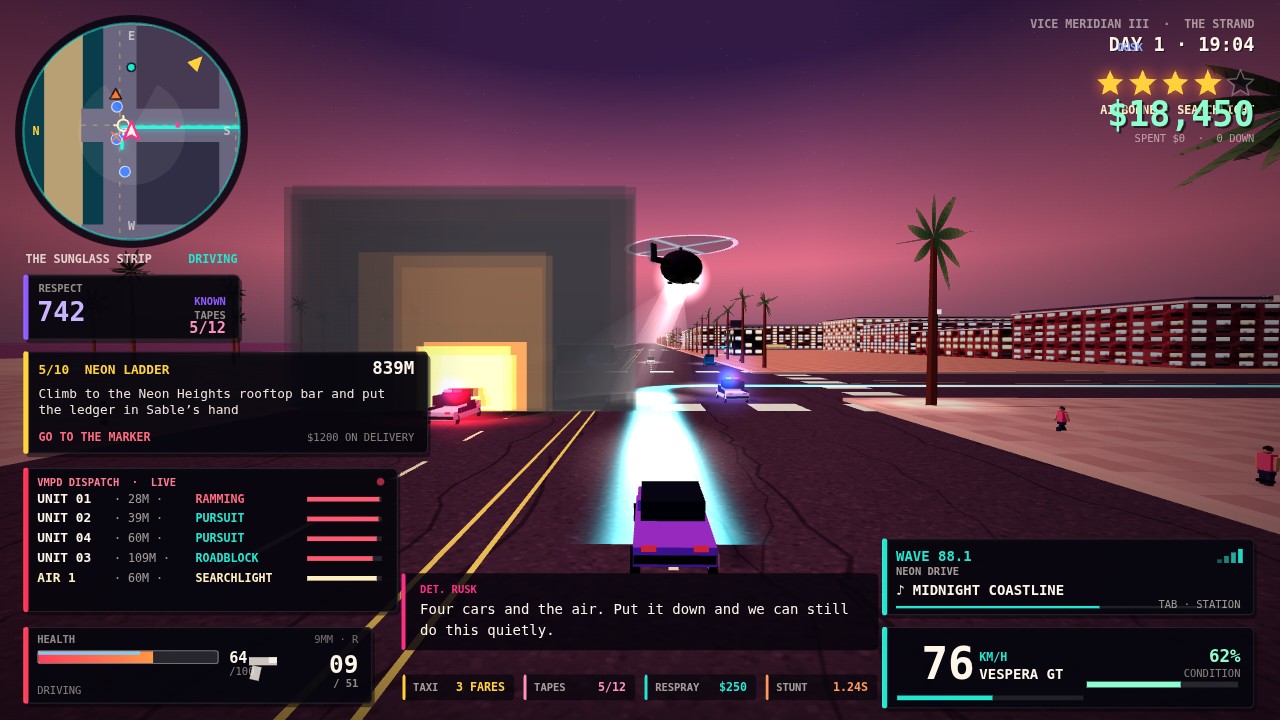 E
N
S
W
VICE MERIDIAN III · THE STRAND
DAY 1 · 19:04
DUSK
$18,450
SPENT $0 · 0 DOWN
THE SUNGLASS STRIP DRIVING
RESPECT
742
KNOWN
TAPES
5/12
5/10 NEON LADDER 839M
Climb to the Neon Heights rooftop bar and put
the ledger in Sable’s hand
GO TO THE MARKER $1200 ON DELIVERY
VMPD DISPATCH · LIVE
UNIT 01 · 28M · RAMMING
UNIT 02 · 39M · PURSUIT
UNIT 04 · 60M · PURSUIT
UNIT 03 · 109M · ROADBLOCK
AIR 1 · 60M · SEARCHLIGHT
HEALTH 9MM · R
64
09
/ 51
DRIVING
DET. RUSK
Four cars and the air. Put it down and we can still
do this quietly.
TAXI 3 FARES
TAPES 5/12
RESPRAY $250
STUNT 1.24S
WAVE 88.1
NEON DRIVE
♪ MIDNIGHT COASTLINE
TAB · STATION
76 KM/H
VESPERA GT
62%
CONDITION